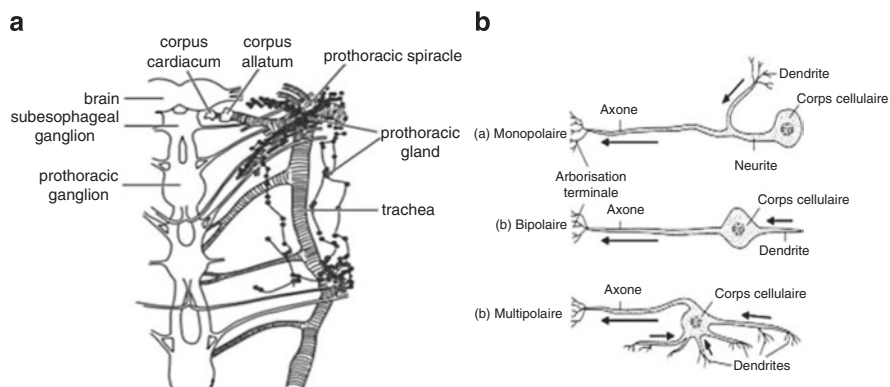 a
corpus
cardiacum
corpus
allatum
prothoracic spiracle
brain
subesophageal
ganglion
prothoracic
gland
prothoracic
ganglion
trachea
b
Dendrite
Corps cellulaire
Axone
(a) Monopolaire
Neurite
Arborisation
terminale
Corps cellulaire
Axone
(b) Bipolaire
Dendrite
Axone
Corps cellulaire
(b) Multipolaire
Dendrites